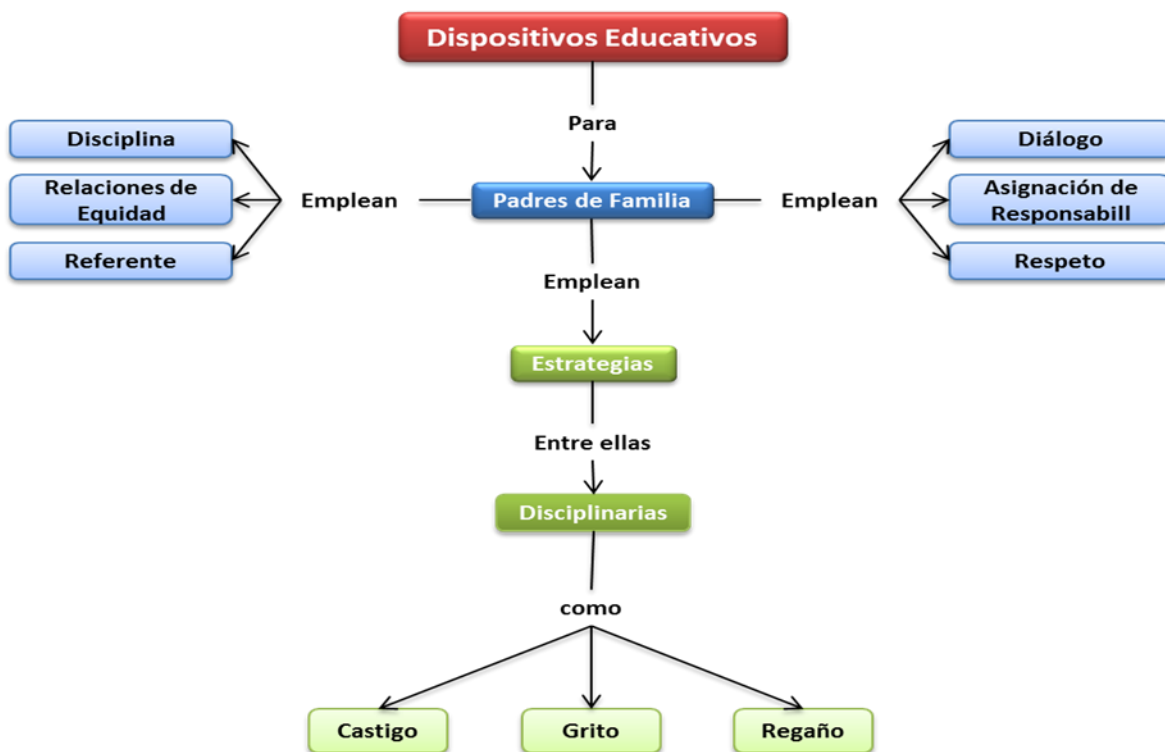 Dispositivos Educativos
Para
Disciplina
Relaciones de
Equidad
Referente
Emplean
Padres de Familia
Emplean
Diálogo
Asignación de
Responsabill
Respeto
Emplean
Estrategias
Entre ellas
Disciplinarias
como
Castigo
Grito
Regaño